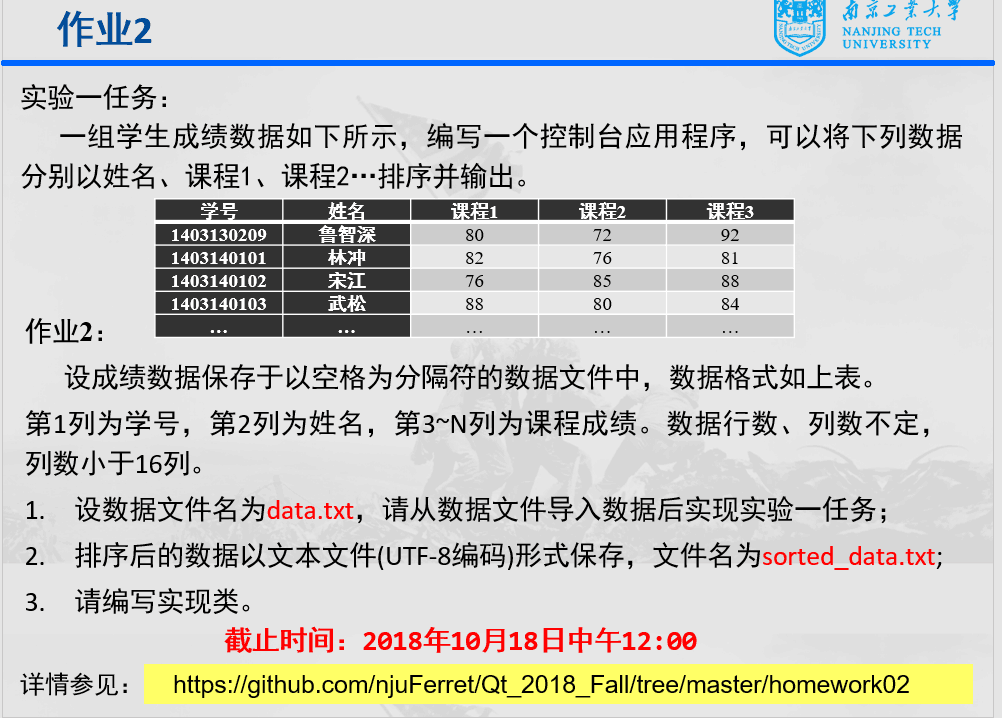 作业2
南京工业大学
NANJING TECH
UNIVERSITY
实验一任务：
一组学生成绩数据如下所示，编写一个控制台应用程序，可以将下列数据
分别以姓名、课程1、课程2…排序并输出。
学号 姓名 课程1 课程2 课程3
1403130209 鲁智深 80 72 92
1403140101 林冲 82 76 81
1403140102 宋江 76 85 88
1403140103 武松 88 80 84
… … … … …
作业2：
设成绩数据保存于以空格为分隔符的数据文件中，数据格式如上表。
第1列为学号，第2列为姓名，第3~N列为课程成绩。数据行数、列数不定，
列数小于16列。
1. 设数据文件名为data.txt，请从数据文件导入数据后实现实验一任务；
2. 排序后的数据以文本文件(UTF-8编码)形式保存，文件名为sorted_data.txt;
3. 请编写实现类。
截止时间：2018年10月18日中午12:00
详情参见： https://github.com/njuFerret/Qt_2018_Fall/tree/master/homework02